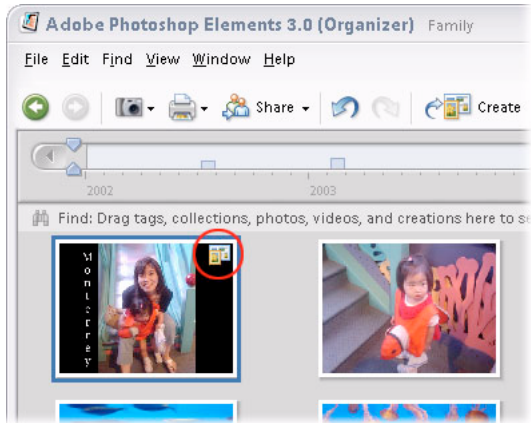 Adobe Photoshop Elements 3.0 (Organizer) Family
File Edit Find View Window Help
Share Create
2002 2003
Find: Drag tags, collections, photos, videos, and creations here to se
Monterrey